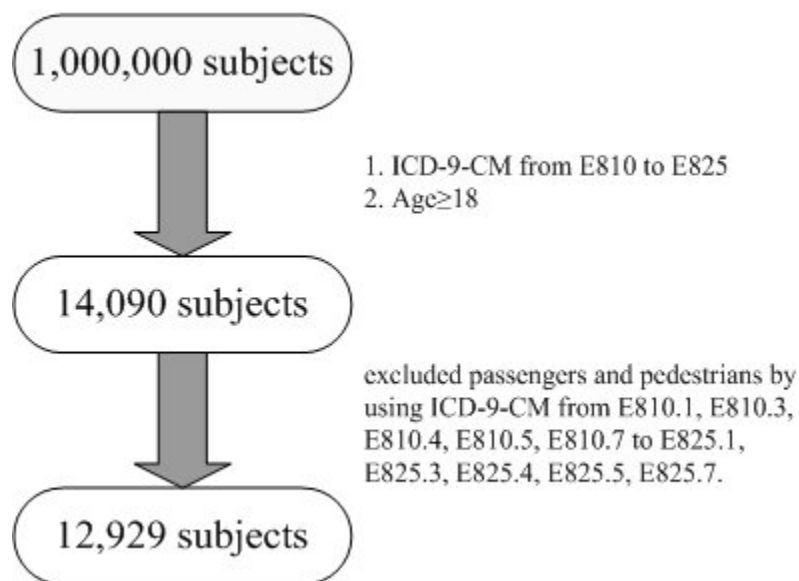 1,000,000 subjects
1. ICD-9-CM from E810 to E825
2. Age≥18
14,090 subjects
excluded passengers and pedestrians by
using ICD-9-CM from E810.1, E810.3,
E810.4, E810.5, E810.7 to E825.1,
E825.3, E825.4, E825.5, E825.7.
12,929 subjects